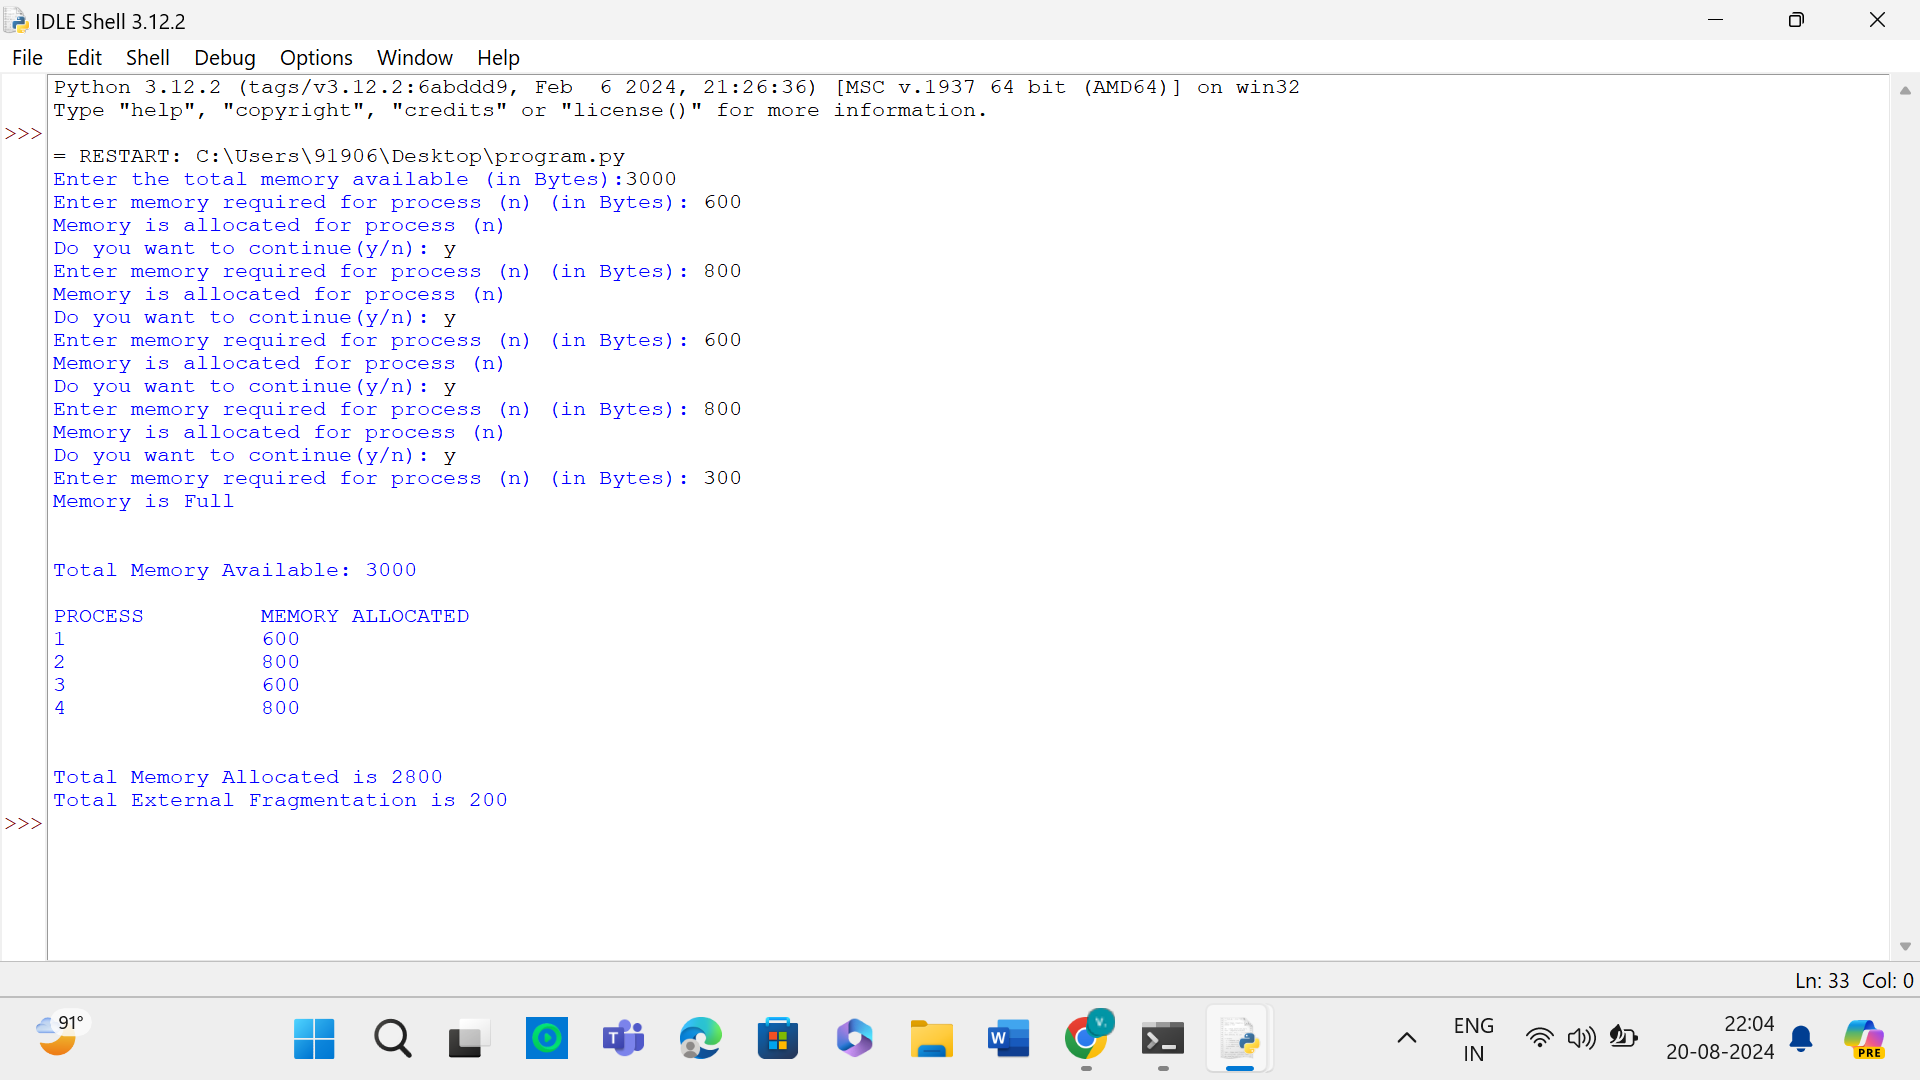 IDLE Shell 3.12.2
File Edit Shell Debug Options Window Help
Python 3.12.2 (tags/v3.12.2:6abddd9, Feb  6 2024, 21:26:36) [MSC v.1937 64 bit (AMD64)] on win32
Type "help", "copyright", "credits" or "license()" for more information.
>>>
= RESTART: C:\Users\91906\Desktop\program.py
Enter the total memory available (in Bytes):3000
Enter memory required for process (n) (in Bytes): 600
Memory is allocated for process (n)
Do you want to continue(y/n): y
Enter memory required for process (n) (in Bytes): 800
Memory is allocated for process (n)
Do you want to continue(y/n): y
Enter memory required for process (n) (in Bytes): 600
Memory is allocated for process (n)
Do you want to continue(y/n): y
Enter memory required for process (n) (in Bytes): 800
Memory is allocated for process (n)
Do you want to continue(y/n): y
Enter memory required for process (n) (in Bytes): 300
Memory is Full
Total Memory Available: 3000
PROCESS MEMORY ALLOCATED
1 600
2 800
3 600
4 800
Total Memory Allocated is 2800
Total External Fragmentation is 200
>>>
Ln: 33 Col: 0
91°
T
W
v.
ENG
IN
22:04
20-08-2024
PRE